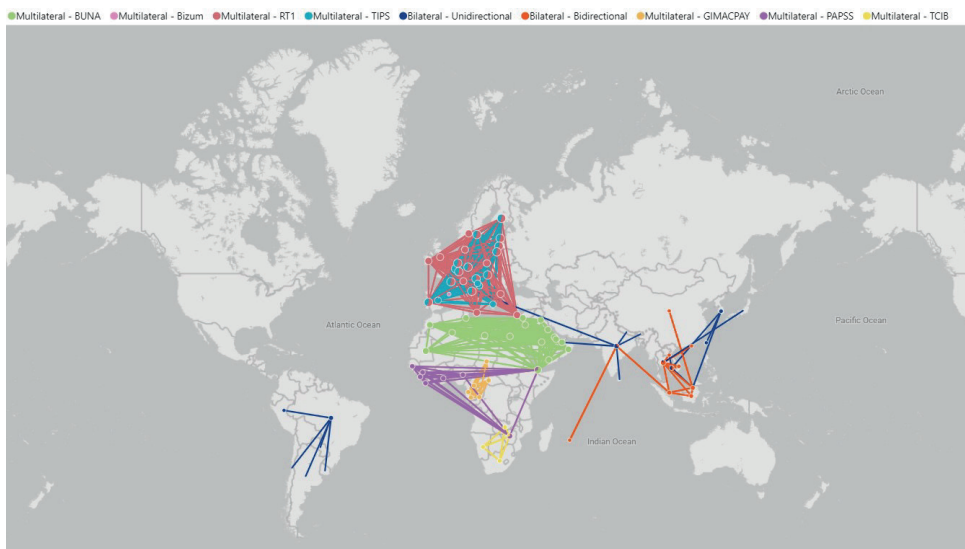 Multilateral - BUNA Multilateral - Bizum Multilateral - RT1 Multilateral - TIPS Bilateral - Unidirectional Bilateral - Bidirectional Multilateral - GIMACPAY Multilateral - PAPSS Multilateral - TCIB
Arctic Ocean
Atlantic Ocean
Pacific Ocean
Indian Ocean